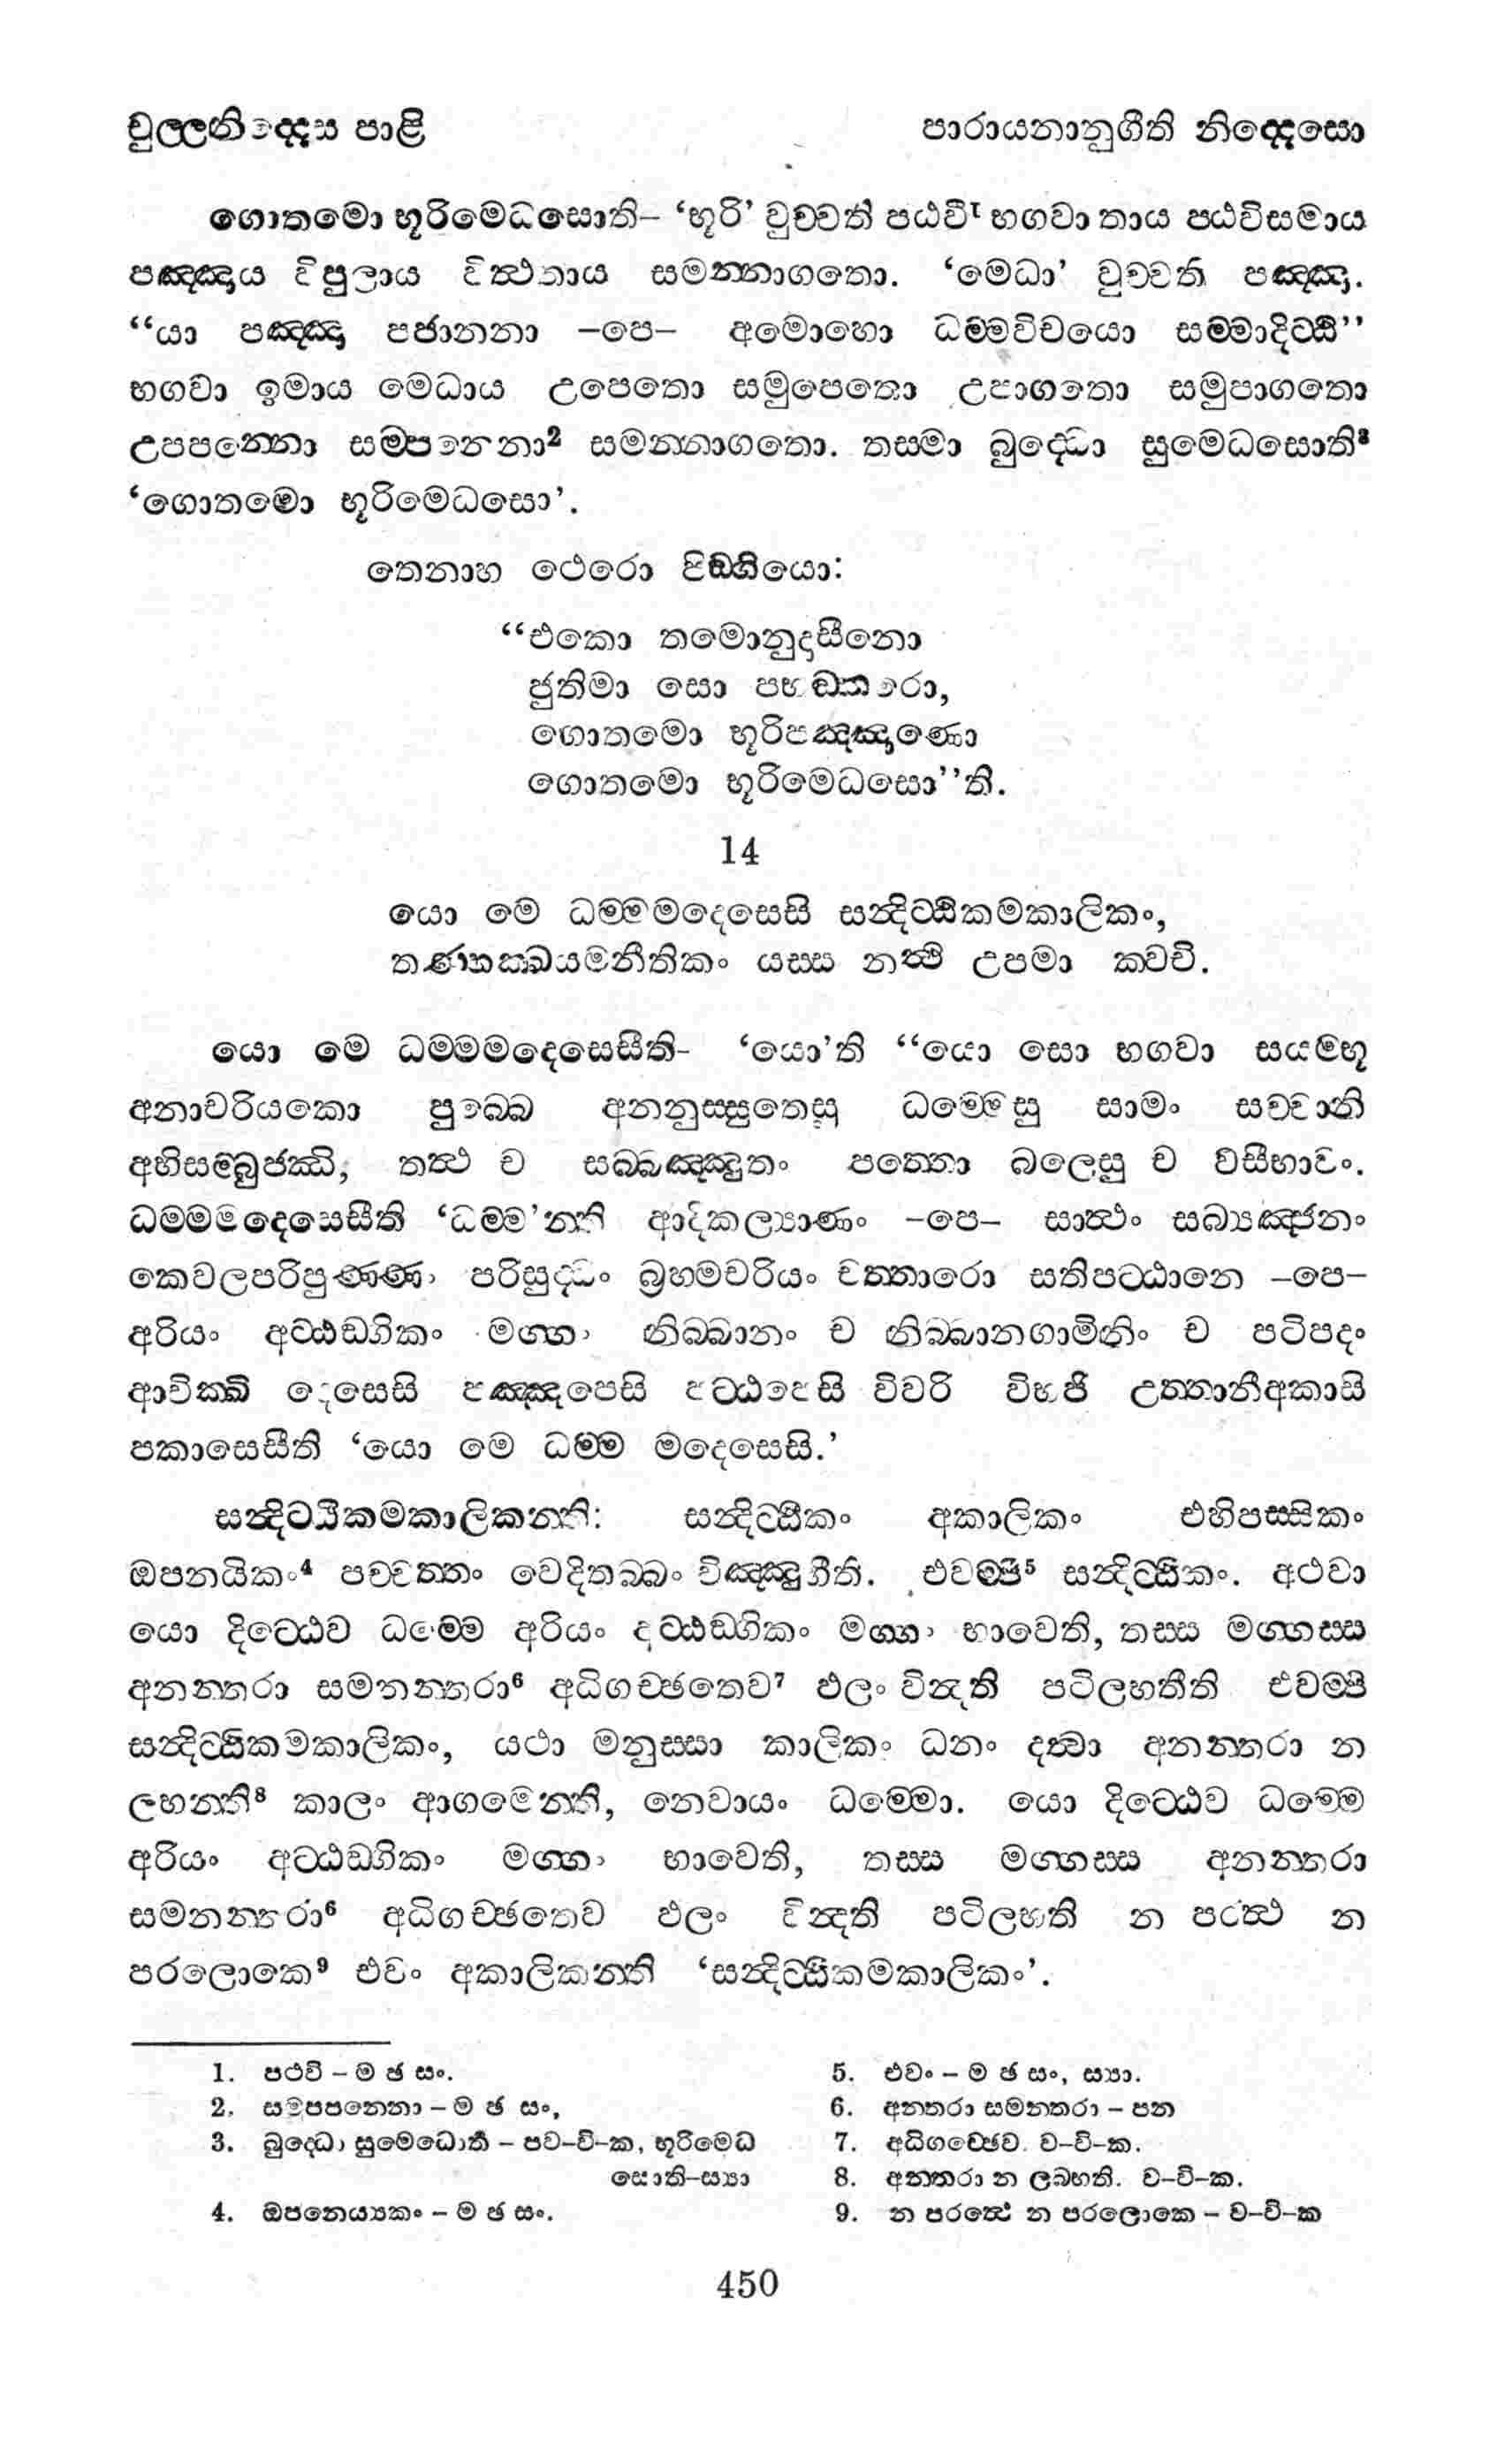 චුල්ලනිද්දෙස පාළි
පාරායනානුගීති නිද්දෙසො
ගොතමො භූරිමෙධසොති– ‘භූරි’ වුච්චති පඨවි¹ භගවා තාය පඨවිසමාය
පඤ්ඤාය විපුලාය විත්ථතාය සමන්නාගතො. ‘මෙධා’ වුච්චති පඤ්ඤා.
“යා පඤ්ඤා පජානනා –පෙ– අමොහො ධම්මවිචයො සම්මාදිට්ඨි”
භගවා ඉමාය මෙධාය උපෙතො සමුපෙතො උපාගතො සමුපාගතො
උපපන්නො සම්පන්නො² සමන්නාගතො. තස්මා බුද්ධො සුමෙධසොති³
‘ගොතමො භූරිමෙධසො’.
තෙනාහ ථෙරො පිඞ්ගියො:
“එකො තමොනුදාසීනො
ජුතිමා සො පභඞ්කරො,
ගොතමො භූරිපඤ්ඤාණො
ගොතමො භූරිමෙධසො”ති.
14
යො මෙ ධම්මමදෙසෙසි සන්දිට්ඨිකමකාලිකං,
තණ්හක්ඛයමනීතිකං යස්ස නත්ථි උපමා ක්වචි.
යො මෙ ධම්මමදෙසෙසීති– ‘යො’ති “යො සො භගවා සයම්භූ
අනාචරියකො පුබ්බෙ අනනුස්සුතෙසු ධම්මෙසු සාමං සච්චානි
අභිසම්බුජ්ඣි, තත්ථ ච සබ්බඤ්ඤුතං පත්තො බලෙසු ච වසීභාවං.
ධම්මමදෙසෙසීති ‘ධම්ම’න්ති ආදිකල්‍යාණං –පෙ– සාත්ථං සබ්‍යඤ්ජනං
කෙවලපරිපුණ්ණං පරිසුද්ධං බ්‍රහ්මචරියං චත්තාරො සතිපට්ඨානෙ –පෙ–
අරියං අට්ඨඞ්ගිකං මග්ගං නිබ්බානං ච නිබ්බානගාමිනිං ච පටිපදං
ආචික්ඛි දෙසෙසි පඤ්ඤපෙසි පට්ඨපෙසි විවරි විභජි උත්තානීඅකාසි
පකාසෙසීති ‘යො මෙ ධම්ම මදෙසෙසි.’
සන්දිට්ඨිකමකාලිකන්ති: සන්දිට්ඨිකං අකාලිකං එහිපස්සිකං
ඔපනයිකං⁴ පච්චත්තං වෙදිතබ්බං විඤ්ඤූහීති. එවම්පි⁵ සන්දිට්ඨිකං. අථවා
යො දිට්ඨෙව ධම්මෙ අරියං අට්ඨඞ්ගිකං මග්ගං භාවෙති, තස්ස මග්ගස්ස
අනන්තරා සමනන්තරා⁶ අධිගච්ඡතෙව⁷ ඵලං වින්දති පටිලභතීති එවම්පි
සන්දිට්ඨිකමකාලිකං, යථා මනුස්සා කාලිකං ධනං දත්වා අනන්තරා න
ලභන්ති⁸ කාලං ආගමෙන්ති, නෙවායං ධම්මො. යො දිට්ඨෙව ධම්මෙ
අරියං අට්ඨඞ්ගිකං මග්ගං භාවෙති, තස්ස මග්ගස්ස අනන්තරා
සමනන්තරා⁶ අධිගච්ඡතෙව ඵලං වින්දති පටිලභති න පරත්ථ න
පරලොකෙ⁹ එවං අකාලිකන්ති ‘සන්දිට්ඨිකමකාලිකං’.
1. පථවි – ම ඡ සං.
2. සමුපපන්නො – ම ඡ සං,
3. බුද්ධො සුමෙධොති – පව–වි–ක, භූරිමෙධ
සොති–ස්‍යා
4. ඔපනෙය්‍යකං – ම ඡ සං.
5. එවං – ම ඡ සං, ස්‍යා.
6. අනන්තරා සමනන්තරා – පන
7. අධිගච්ඡෙව. ව–වි–ක.
8. අනන්තරා න ලබ්භති. ව–වි–ක.
9. න පරත්ථෙ න පරලොකෙ – ව–වි–ක
450